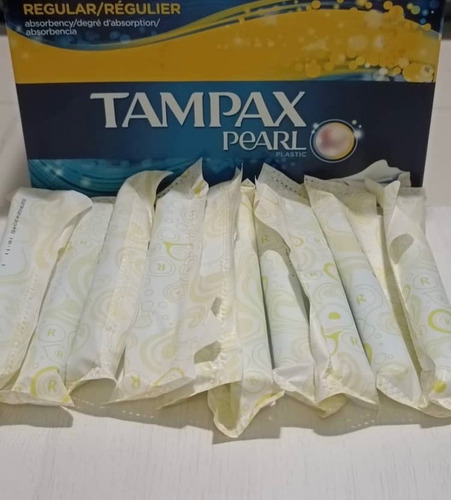 REGULAR/RÉGULIER
absorbency/degré d'absorption/
absorbencia
TAMPAX
PEARL
PLASTIC
R
R
R
R
R
R